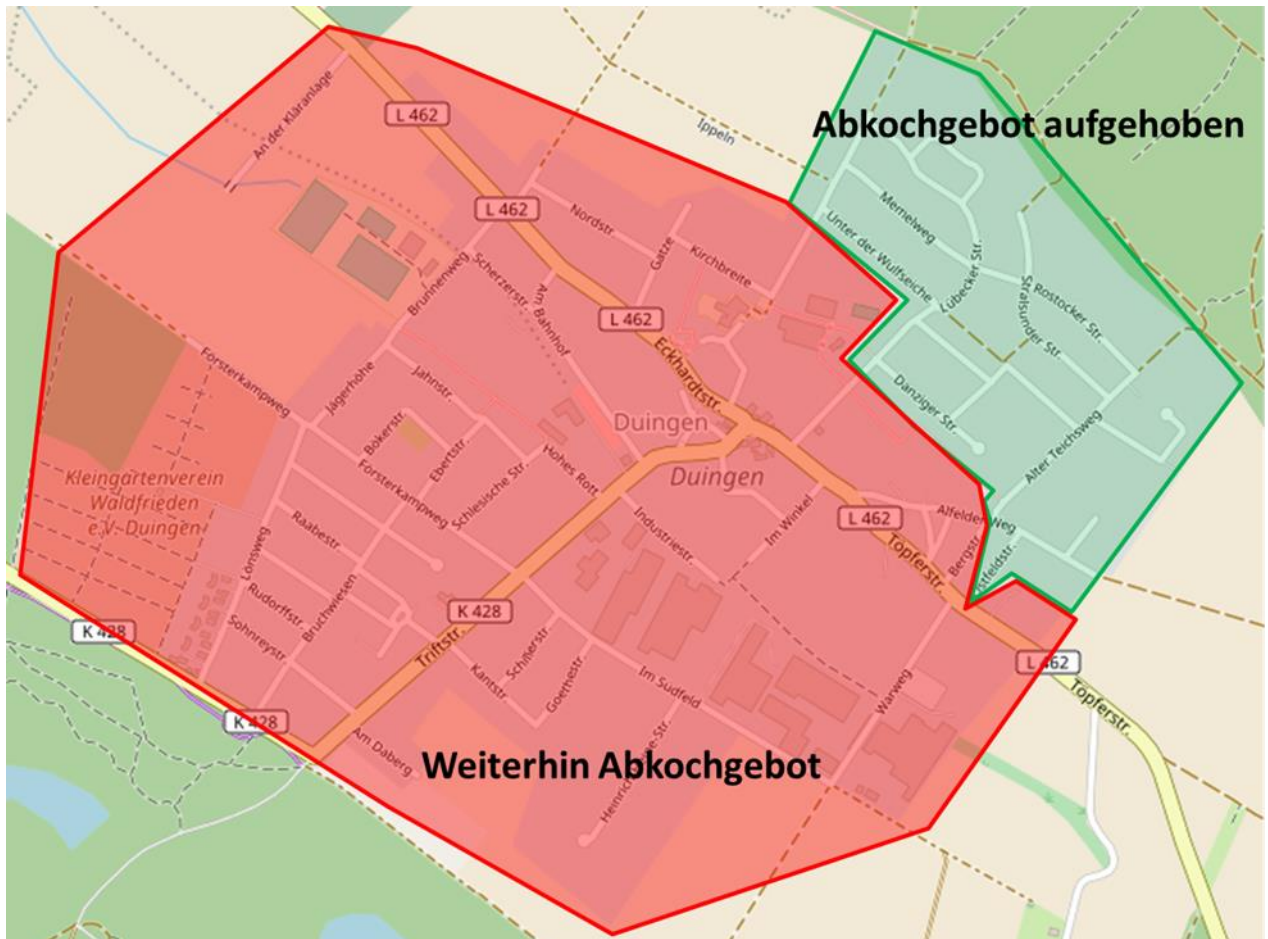 An der Kläranlage
L 462
Abkochgebot aufgehoben
Ippeln
L 462
Nordstr
Gatze
Kirchbreite
Merrielweg
Unter der Wulfseiche
Lübecker Str.
Stralsunder Str.
Rostocker Str.
Brunnenweg
Scherzerstr.
Am Bahnhof
L 462
Eckhardtstr.
Forsterkampweg
Jägerhöhe
Jahnstr.
Danziger Str.
Duingen
Duingen
Alter Teichsweg
Bokerstr.
Ebertstr.
Hohes Rott
Kleingartenverein
Waldfrieden
e.V. Duingen
Forsterkampweg
Schlesische Str.
Raabestr.
Industriestr.
Im Winkel
L 462
Alfelder Weg
Bergstr.
Topferstr.
Lönsweg
Rudorffstr.
Bruchwiesen
K 428
K 428
Sohnreystr
Triftstr.
Kantstr
Schillerstr
Goethestr
Im Sudfeld
Warweg
L 462
Topferstr.
K 428
Am Daberg
Weiterhin Abkochgebot